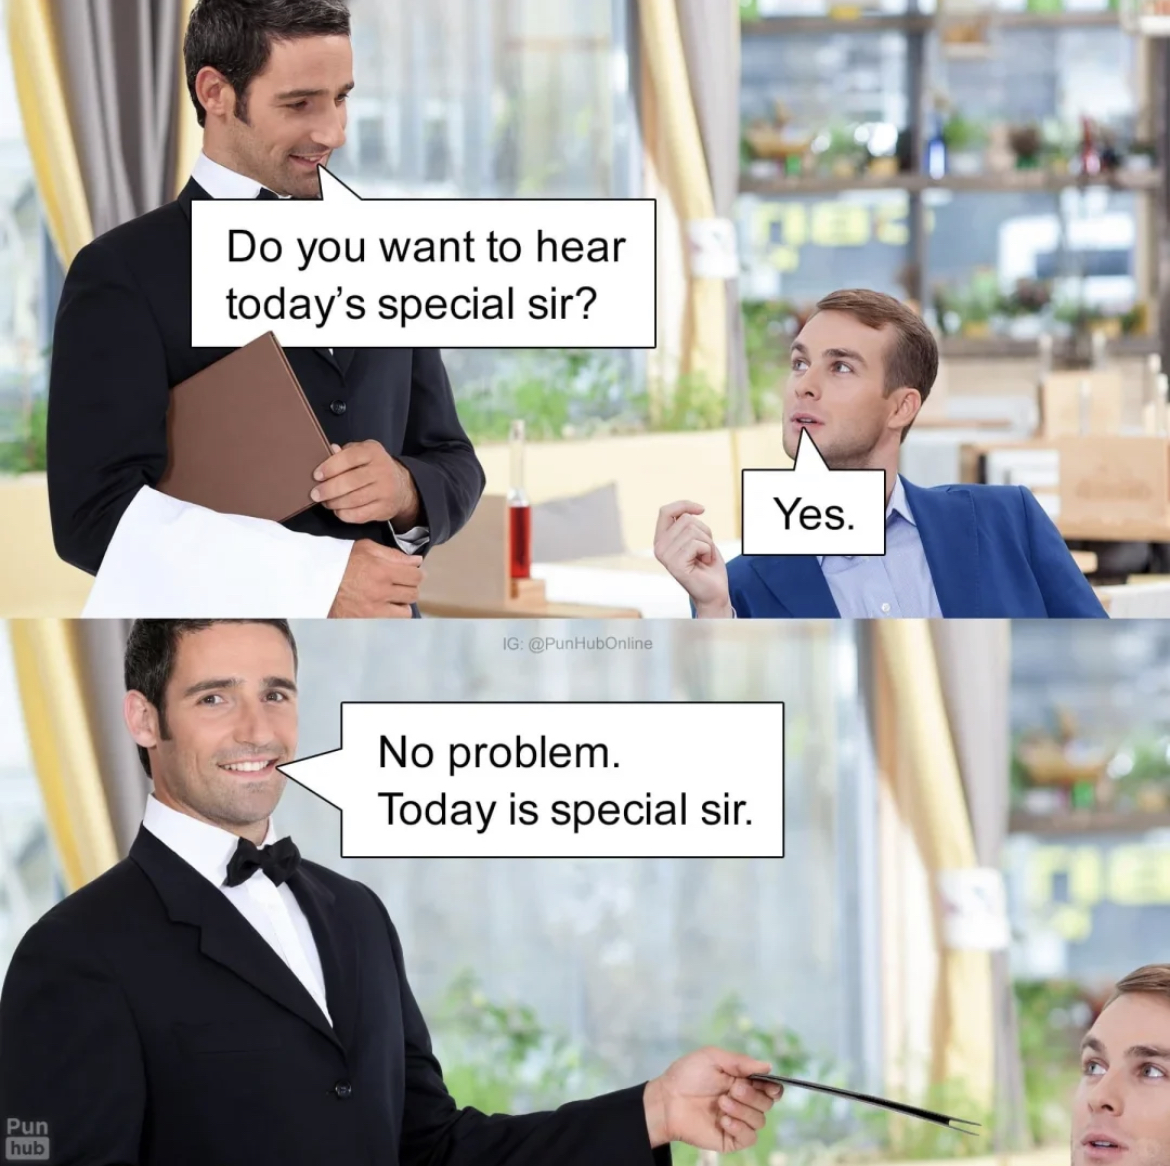 Do you want to hear
today’s special sir?
Yes.
IG: @PunHubOnline
No problem.
Today is special sir.
Pun
hub